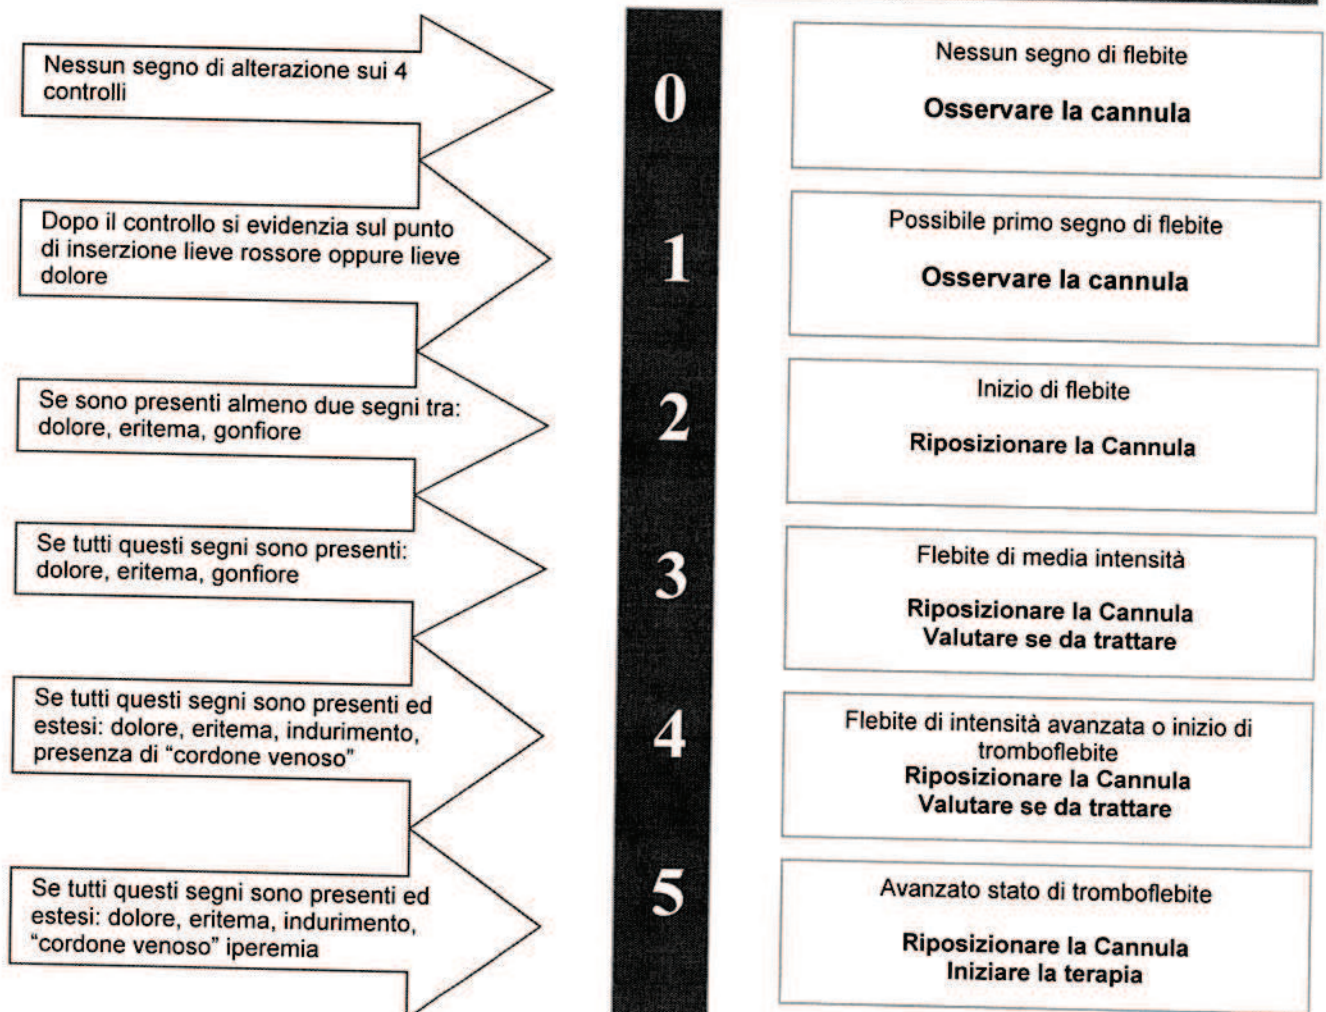 Nessun segno di alterazione sui 4
controlli
0
Nessun segno di flebite
Osservare la cannula
Dopo il controllo si evidenzia sul punto
di inserzione lieve rossore oppure lieve
dolore
1
Possibile primo segno di flebite
Osservare la cannula
Se sono presenti almeno due segni tra:
dolore, eritema, gonfiore
2
Inizio di flebite
Riposizionare la Cannula
Se tutti questi segni sono presenti:
dolore, eritema, gonfiore
3
Flebite di media intensità
Riposizionare la Cannula
Valutare se da trattare
Se tutti questi segni sono presenti ed
estesi: dolore, eritema, indurimento,
presenza di “cordone venoso”
4
Flebite di intensità avanzata o inizio di
tromboflebite
Riposizionare la Cannula
Valutare se da trattare
Se tutti questi segni sono presenti ed
estesi: dolore, eritema, indurimento,
“cordone venoso” iperemia
5
Avanzato stato di tromboflebite
Riposizionare la Cannula
Iniziare la terapia